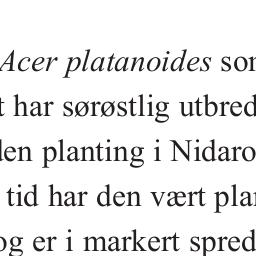 Acer platanoides som
t har sørøstlig utbred
den planting i Nidaro
tid har den vært plan
og er i markert spred